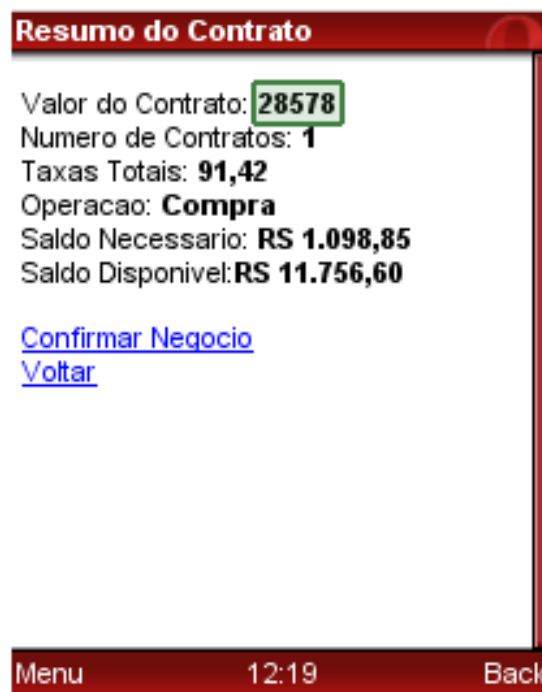 Resumo do Contrato
Valor do Contrato: 28578
Numero de Contratos: 1
Taxas Totais: 91,42
Operacao: Compra
Saldo Necessario: RS 1.098,85
Saldo Disponivel:RS 11.756,60
Confirmar Negocio
Voltar
Menu 12:19 Back